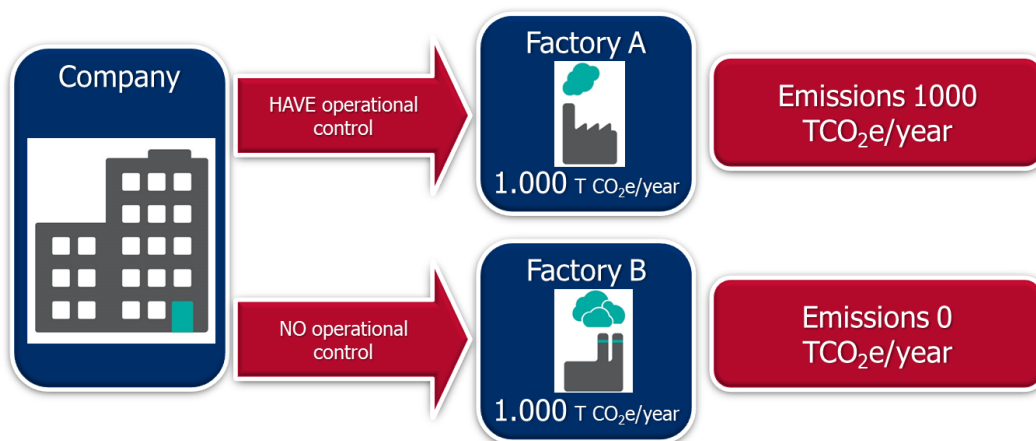 Company
HAVE operational
control
Factory A
1.000 T CO₂e/year
Emissions 1000
TCO₂e/year
NO operational
control
Factory B
1.000 T CO₂e/year
Emissions 0
TCO₂e/year